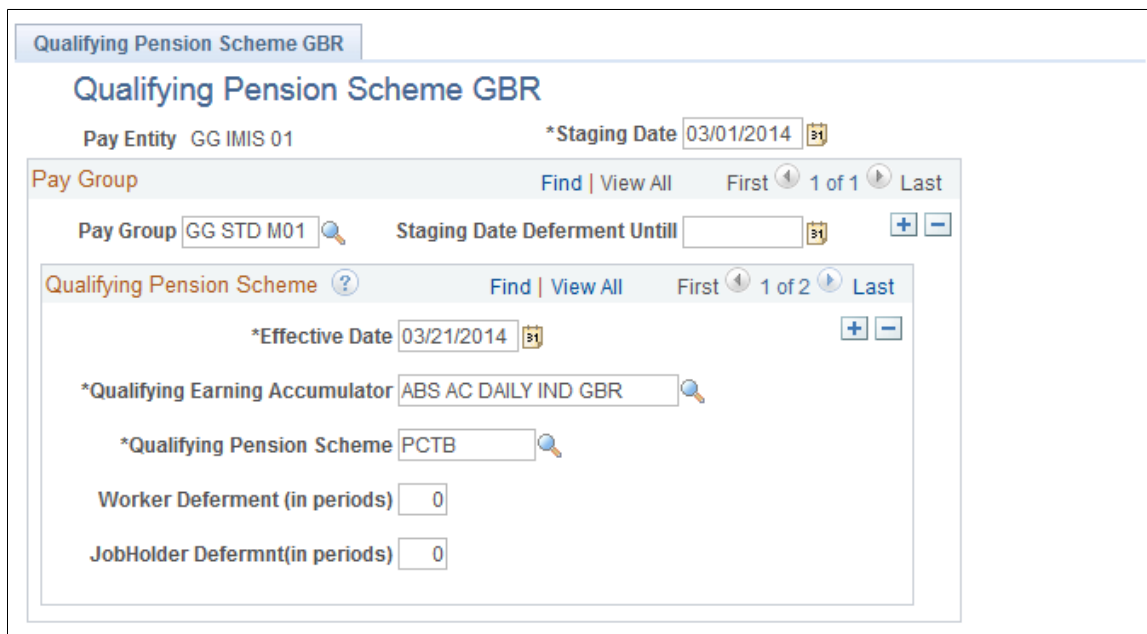 Qualifying Pension Scheme GBR
Qualifying Pension Scheme GBR
Pay Entity GG IMIS 01 *Staging Date 03/01/2014
Pay Group Find | View All First 1 of 1 Last
Pay Group GG STD M01 Staging Date Deferment Untill
Qualifying Pension Scheme Find | View All First 1 of 2 Last
*Effective Date 03/21/2014
*Qualifying Earning Accumulator ABS AC DAILY IND GBR
*Qualifying Pension Scheme PCTB
Worker Deferment (in periods) 0
JobHolder Defermnt(in periods) 0